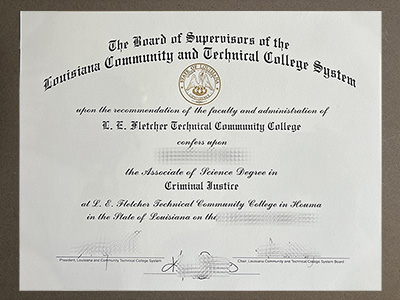 The Board of Supervisors of the
Louisiana Community and Technical College System
upon the recommendation of the faculty and administration of
L. E. Fletcher Technical Community College
confers upon
the Associate of Science Degree in
Criminal Justice
at L. E. Fletcher Technical Community College in Houma
in the State of Louisiana on the
President, Louisiana and Community Technical College System
Chair, Louisiana Community and Technical College System Board